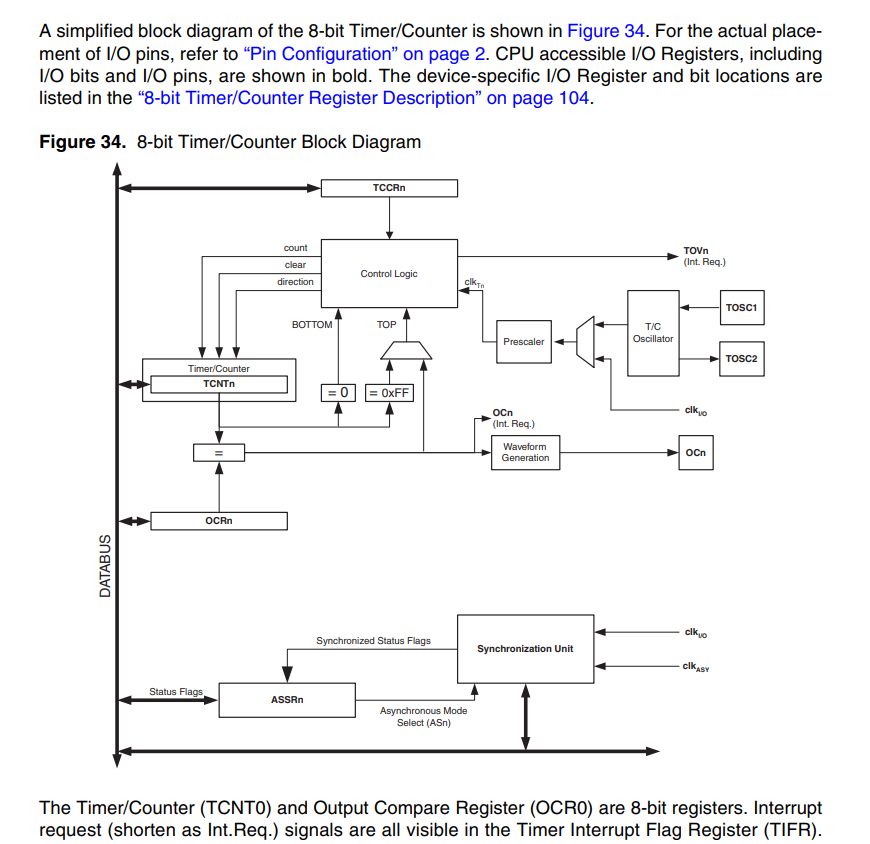 A simplified block diagram of the 8-bit Timer/Counter is shown in Figure 34. For the actual place-
ment of I/O pins, refer to “Pin Configuration” on page 2. CPU accessible I/O Registers, including
I/O bits and I/O pins, are shown in bold. The device-specific I/O Register and bit locations are
listed in the “8-bit Timer/Counter Register Description” on page 104.
Figure 34. 8-bit Timer/Counter Block Diagram
TCCRn
count
clear
direction
Control Logic
TOVn
(Int. Req.)
clkTn
BOTTOM
TOP
Prescaler
T/C
Oscillator
TOSC1
TOSC2
Timer/Counter
TCNTn
= 0
= 0xFF
clkI/O
OCn
(Int. Req.)
Waveform
Generation
OCn
=
OCRn
DATABUS
Synchronized Status Flags
Synchronization Unit
clkI/O
clkASY
Status Flags
ASSRn
Asynchronous Mode
Select (ASn)
The Timer/Counter (TCNT0) and Output Compare Register (OCR0) are 8-bit registers. Interrupt
request (shorten as Int.Req.) signals are all visible in the Timer Interrupt Flag Register (TIFR).